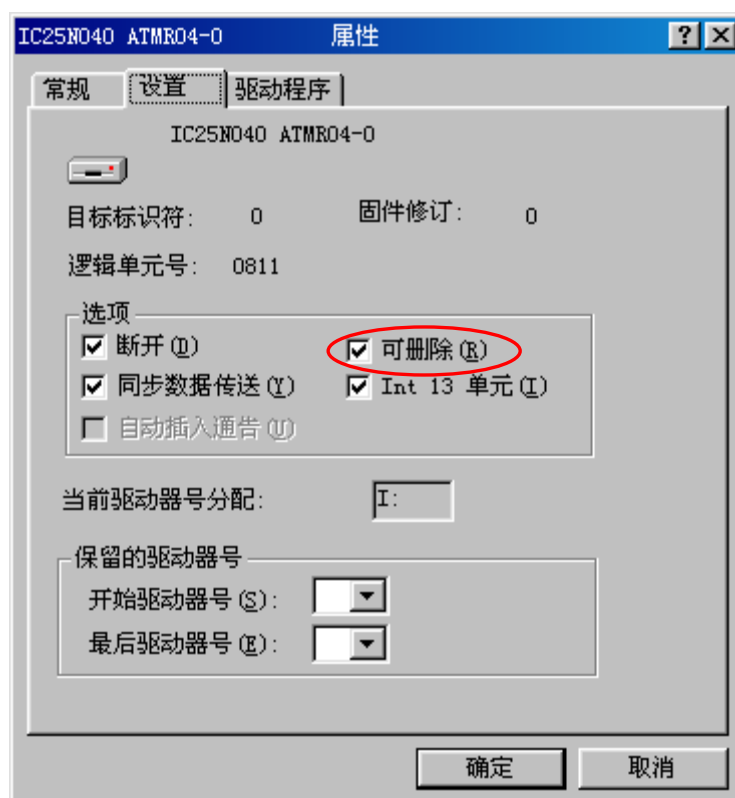 IC25N040 ATMR04-0 属性
常规 设置 驱动程序
IC25N040 ATMR04-0
目标标识符: 0 固件修订: 0
逻辑单元号: 0811
选项
断开(D) 可删除(R)
同步数据传送(Y) Int 13 单元(I)
自动插入通告(U)
当前驱动器号分配: I:
保留的驱动器号
开始驱动器号(S):
最后驱动器号(E):
确定 取消